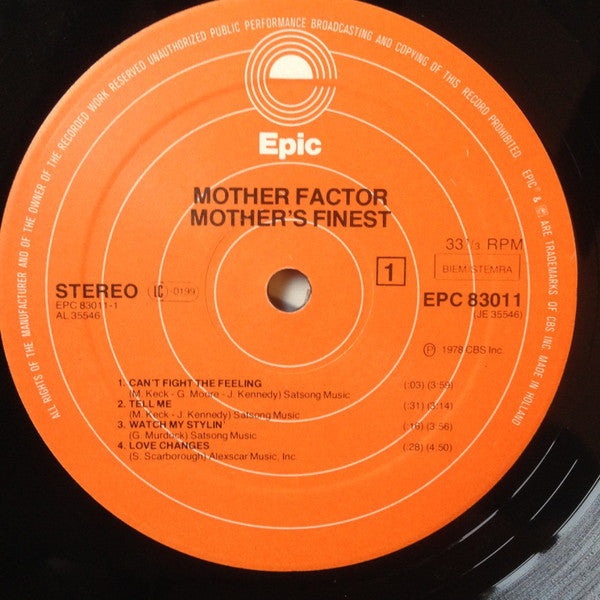 ALL RIGHTS OF THE MANUFACTURER AND OF THE OWNER OF THE RECORDED WORK RESERVED UNAUTHORIZED PUBLIC PERFORMANCE BROADCASTING AND COPYING OF THIS RECORD PROHIBITED. EPIC & ARE TRADEMARKS OF CBS INC. MADE IN HOLLAND
Epic
MOTHER FACTOR
MOTHER'S FINEST
33 1/3 RPM
1
BIEM/STEMRA
STEREO
LC 0199
EPC 83011
EPC 83011-1
(JE 35546)
AL 35546
℗ 1978 CBS Inc.
1. CAN'T FIGHT THE FEELING (:03) (3:59)
(M. Keck - G. Moore - J. Kennedy) Satsong Music
2. TELL ME (:31) (3:14)
(M. Keck - J. Kennedy) Satsong Music
3. WATCH MY STYLIN' (:16) (3:56)
(G. Murdock) Satsong Music
4. LOVE CHANGES (:28) (4:50)
(S. Scarborough) Alexscar Music, Inc.